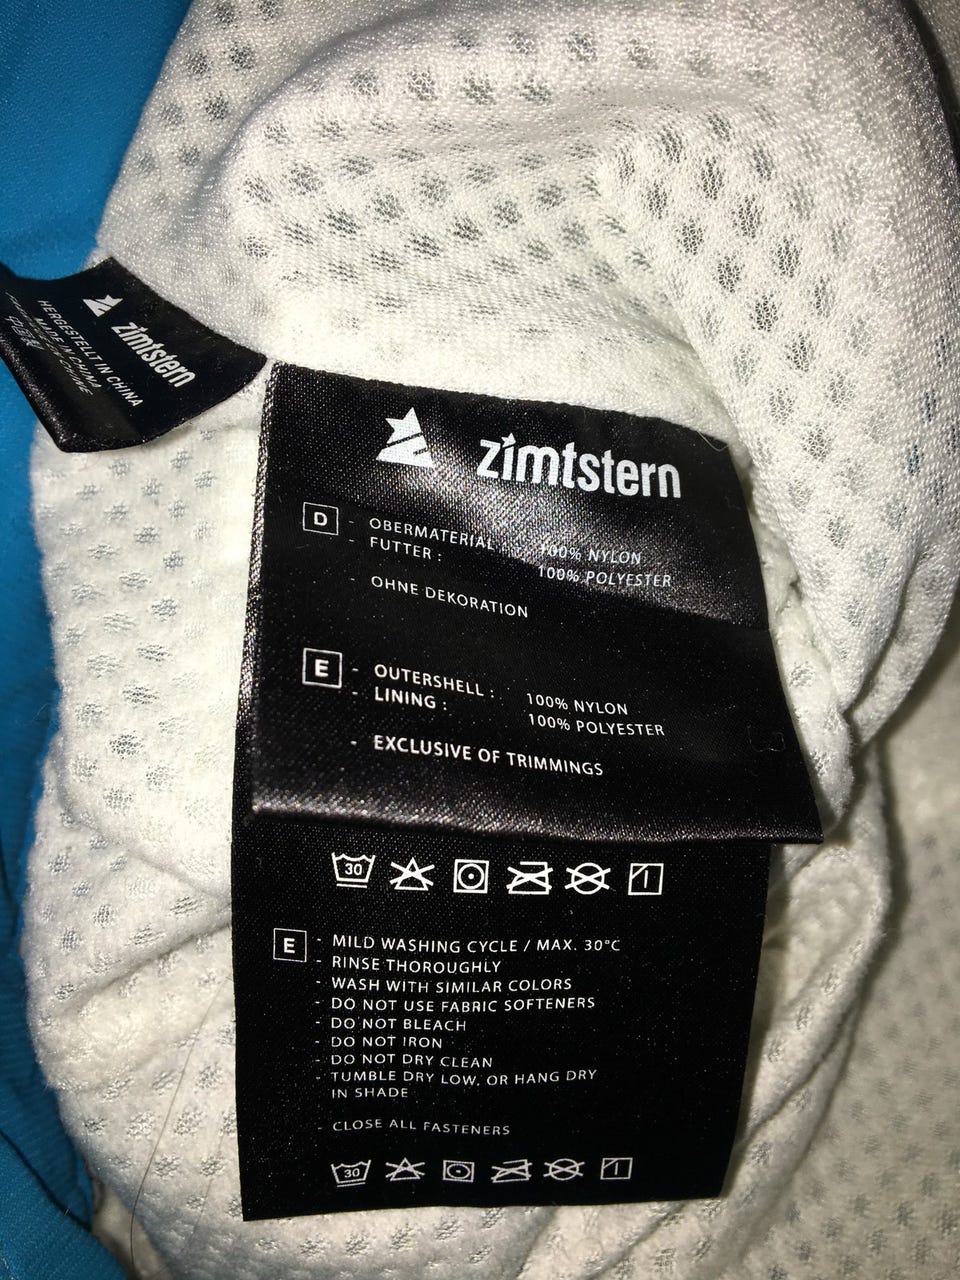 zimtstern
HERGESTELLT IN CHINA
MADE IN CHINA
zimtstern
D - OBERMATERIAL 100% NYLON
- FUTTER : 100% POLYESTER
- OHNE DEKORATION
E - OUTERSHELL : 100% NYLON
- LINING : 100% POLYESTER
- EXCLUSIVE OF TRIMMINGS
30
E - MILD WASHING CYCLE / MAX. 30°C
- RINSE THOROUGHLY
- WASH WITH SIMILAR COLORS
- DO NOT USE FABRIC SOFTENERS
- DO NOT BLEACH
- DO NOT IRON
- DO NOT DRY CLEAN
- TUMBLE DRY LOW, OR HANG DRY
IN SHADE
- CLOSE ALL FASTENERS
30